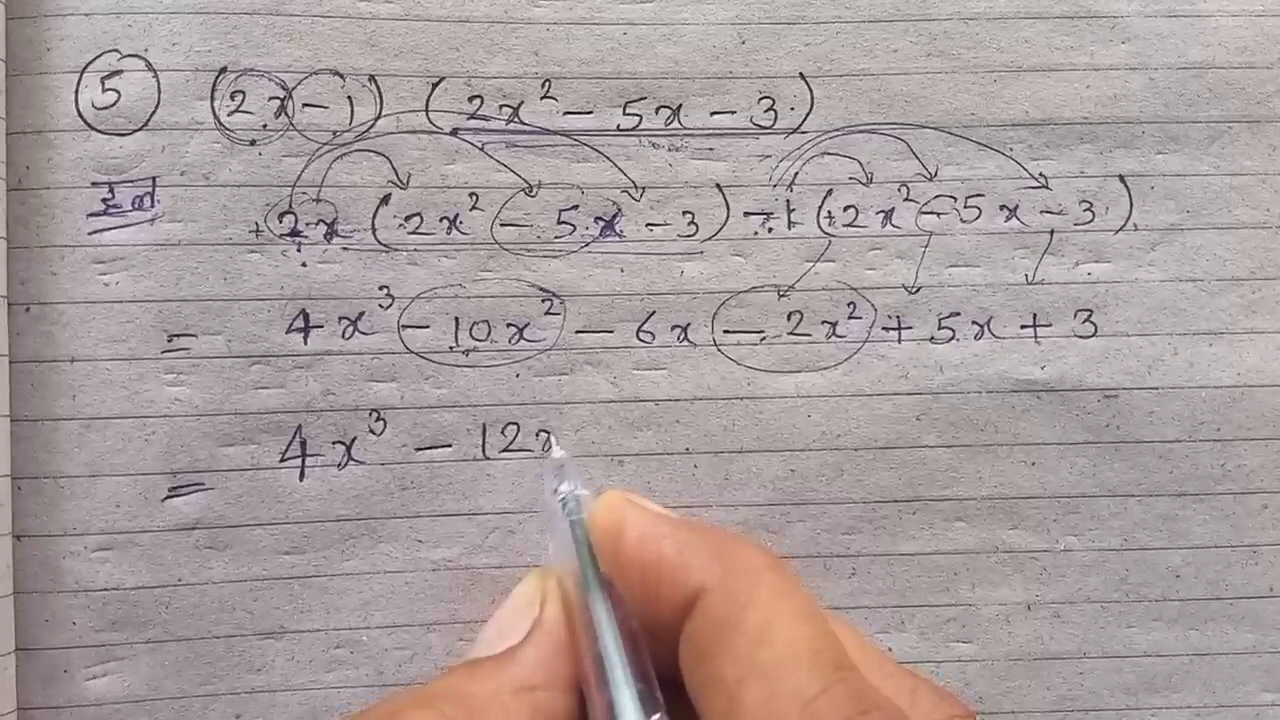 5 (2x - 1) (2x² - 5x - 3)
2x (2x² - 5x - 3) - 1 (2x² - 5x - 3)
= 4x³ - 10x² - 6x - 2x² + 5x + 3
= 4x³ - 12x